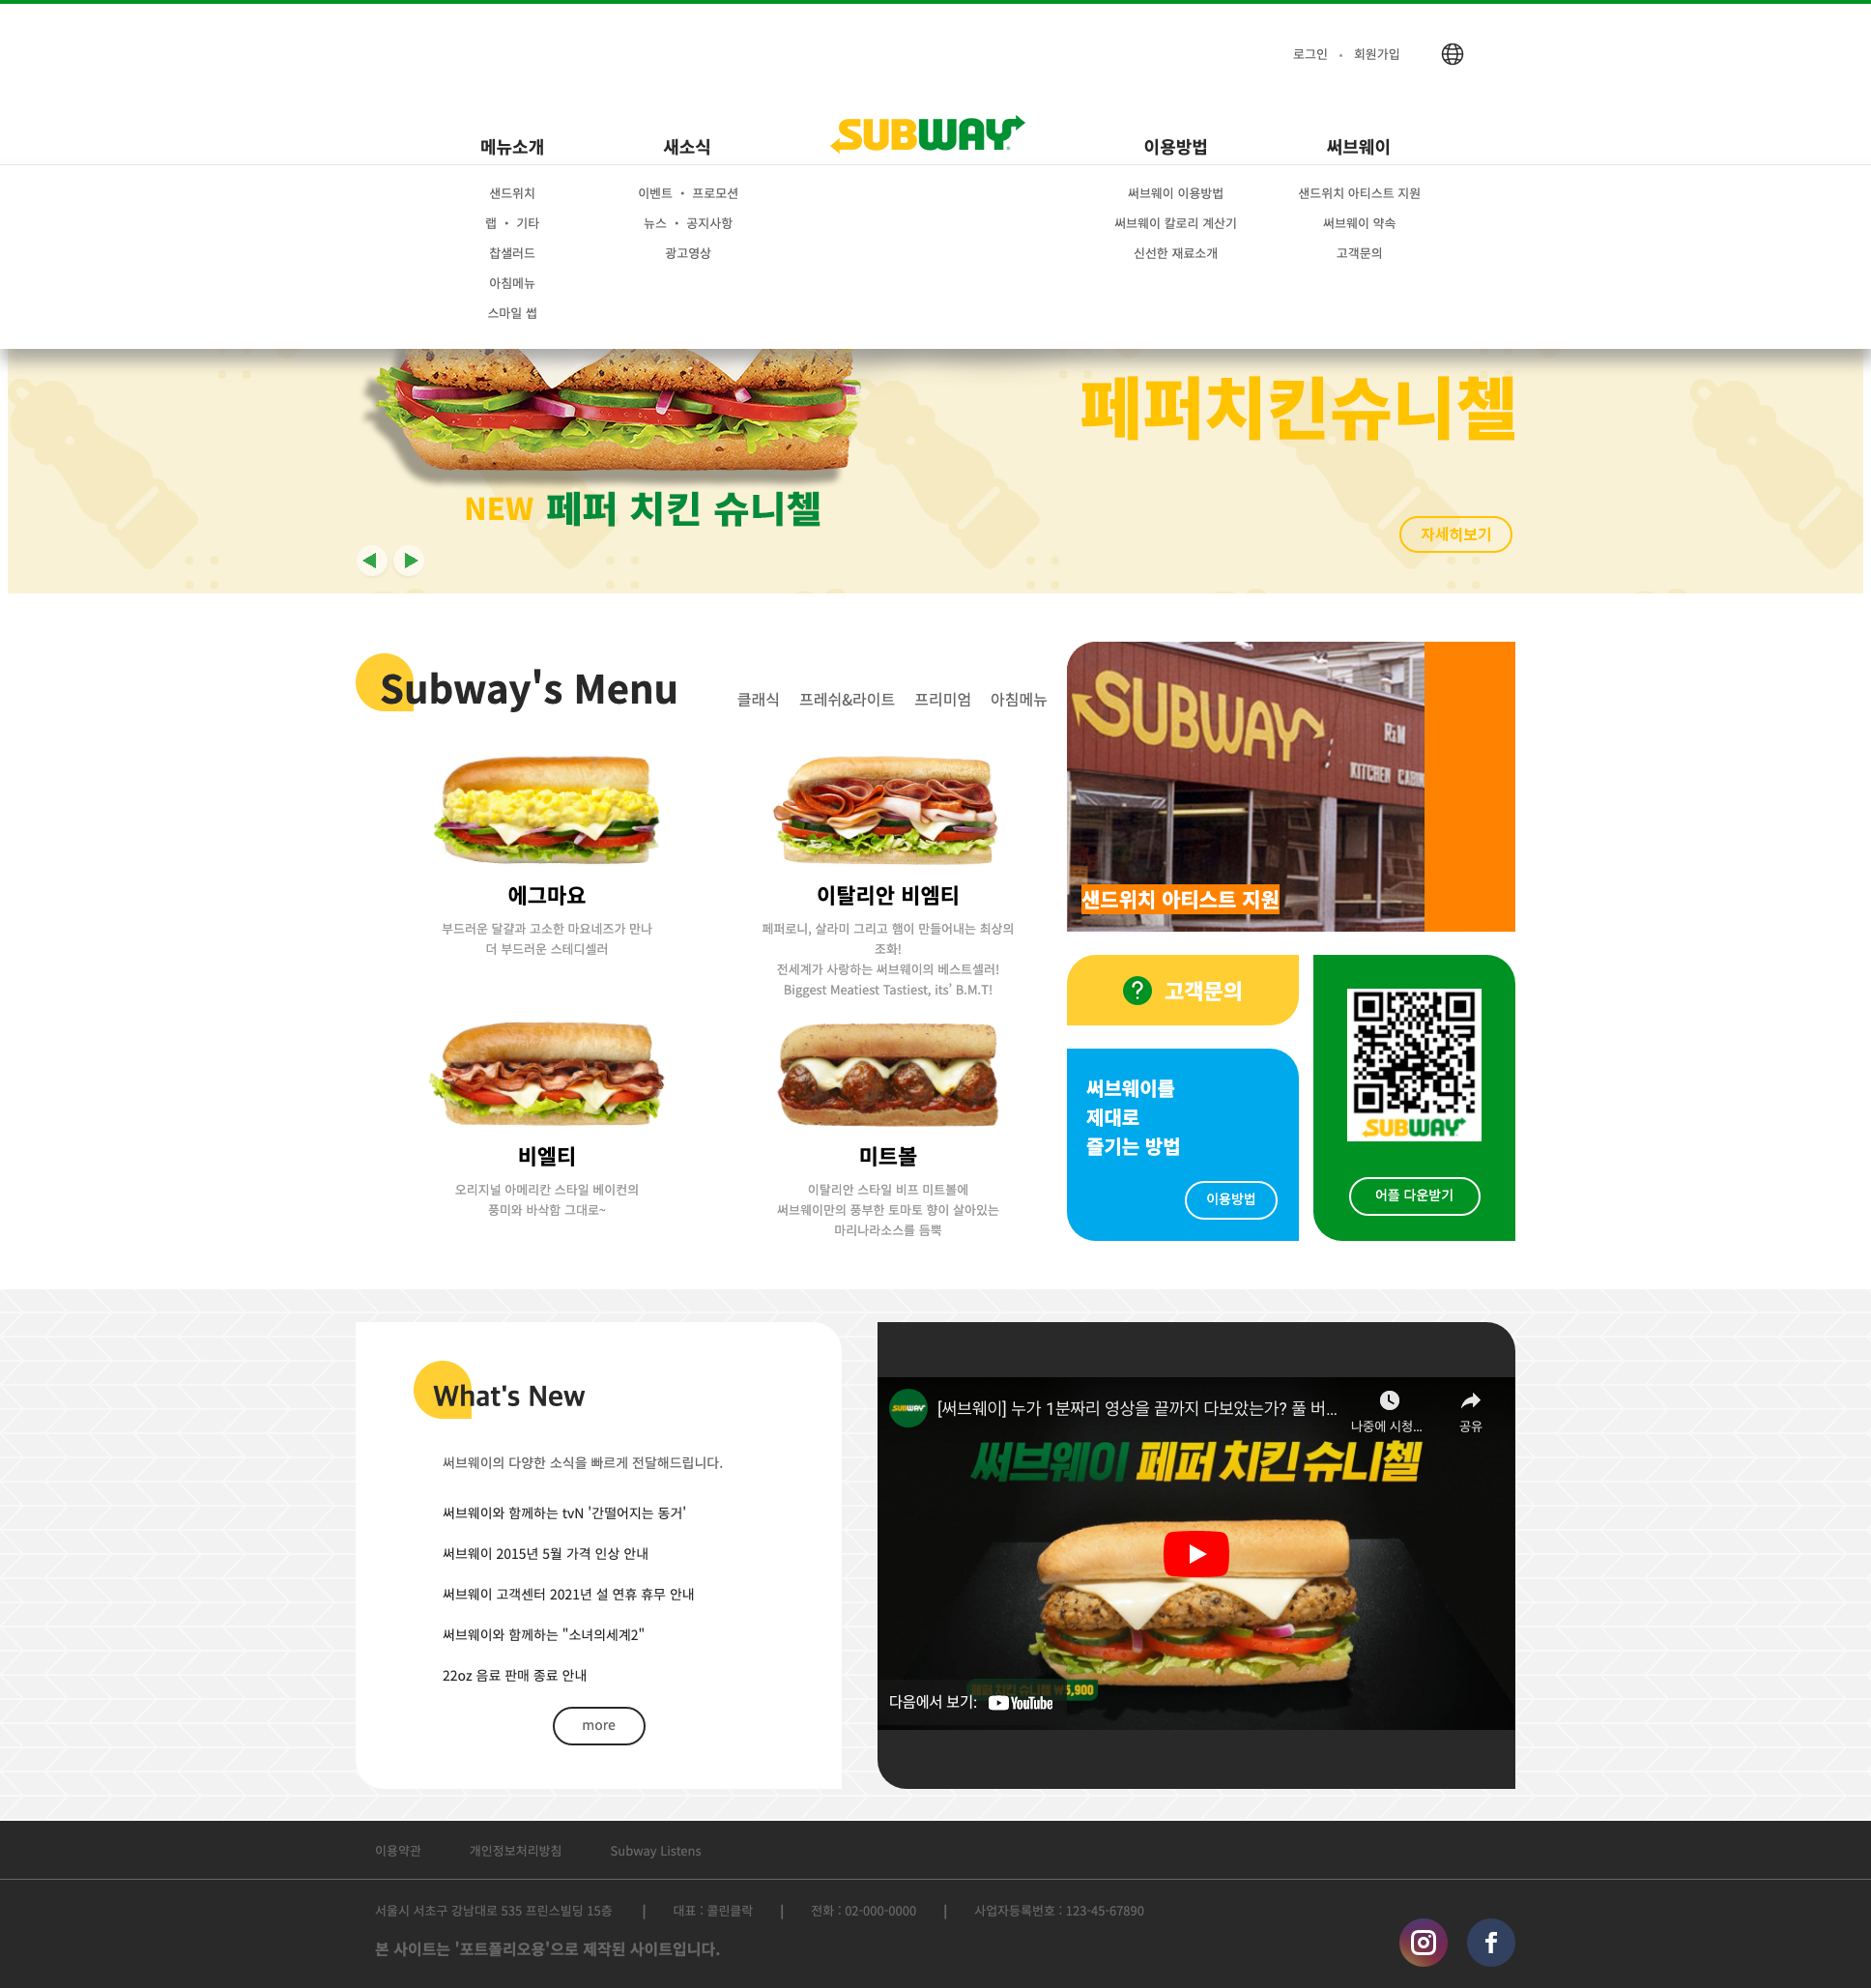 로그인 • 회원가입
메뉴소개
새소식
SUBWAY
이용방법
써브웨이
샌드위치
랩 • 기타
찹샐러드
아침메뉴
스마일 썹
이벤트 • 프로모션
뉴스 • 공지사항
광고영상
써브웨이 이용방법
써브웨이 칼로리 계산기
신선한 재료소개
샌드위치 아티스트 지원
써브웨이 약속
고객문의
페퍼치킨슈니첼
NEW 페퍼 치킨 슈니첼
자세히보기
Subway's Menu
클래식 프레쉬&라이트 프리미엄 아침메뉴
에그마요
부드러운 달걀과 고소한 마요네즈가 만나
더 부드러운 스테디셀러
이탈리안 비엠티
페퍼로니, 살라미 그리고 햄이 만들어내는 최상의
조화!
전세계가 사랑하는 써브웨이의 베스트셀러!
Biggest Meatiest Tastiest, its’ B.M.T!
비엘티
오리지널 아메리칸 스타일 베이컨의
풍미와 바삭함 그대로~
미트볼
이탈리안 스타일 비프 미트볼에
써브웨이만의 풍부한 토마토 향이 살아있는
마리나라소스를 듬뿍
SUBWAY
R&M
KITCHEN CABIN
샌드위치 아티스트 지원
? 고객문의
써브웨이를
제대로
즐기는 방법
이용방법
SUBWAY
어플 다운받기
What's New
써브웨이의 다양한 소식을 빠르게 전달해드립니다.
써브웨이와 함께하는 tvN '간떨어지는 동거'
써브웨이 2015년 5월 가격 인상 안내
써브웨이 고객센터 2021년 설 연휴 휴무 안내
써브웨이와 함께하는 "소녀의세계2"
22oz 음료 판매 종료 안내
more
SUBWAY
[써브웨이] 누가 1분짜리 영상을 끝까지 다보았는가? 풀 버...
나중에 시청...
공유
써브웨이 페퍼 치킨 슈니첼
페퍼 치킨 슈니첼 ₩5,900
다음에서 보기: YouTube
이용약관 개인정보처리방침 Subway Listens
서울시 서초구 강남대로 535 프린스빌딩 15층 | 대표 : 콜린클락 | 전화 : 02-000-0000 | 사업자등록번호 : 123-45-67890
본 사이트는 '포트폴리오용'으로 제작된 사이트입니다.